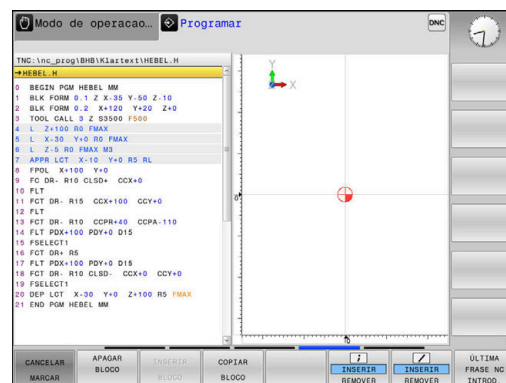 Modo de operacao...
Programar
DNC
TNC:\nc_prog\BHB\Klartext\HEBEL.H
→HEBEL.H
0 BEGIN PGM HEBEL MM
1 BLK FORM 0.1 Z X-35 Y-50 Z-10
2 BLK FORM 0.2 X+120 Y+20 Z+0
3 TOOL CALL 3 Z S3500 F500
4 L Z+100 R0 FMAX
5 L X-30 Y+0 R0 FMAX
6 L Z-5 R0 FMAX M3
7 APPR LCT X-10 Y+0 R5 RL
8 FPOL X+100 Y+0
9 FC DR- R10 CLSD+ CCX+0
10 FLT
11 FCT DR- R15 CCX+100 CCY+0
12 FLT
13 FCT DR- R10 CCPR+40 CCPA-110
14 FLT PDX+100 PDY+0 D15
15 FSELECT1
16 FCT DR+ R5
17 FLT PDX+100 PDY+0 D15
18 FCT DR- R10 CLSD- CCX+0 CCY+0
19 FSELECT1
20 DEP LCT X-30 Y+0 Z+100 R5 FMAX
21 END PGM HEBEL MM
Y
X
0
0
CANCELAR
MARCAR
APAGAR
BLOCO
INSERIR
BLOCO
COPIAR
BLOCO
INSERIR
REMOVER
INSERIR
REMOVER
ÚLTIMA
FRASE NC
INTROD.